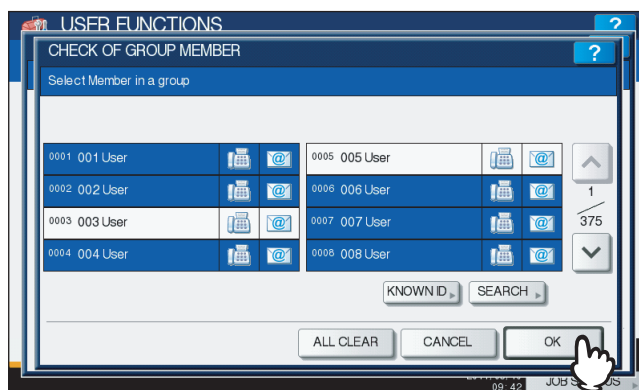 USER FUNCTIONS
?
CHECK OF GROUP MEMBER
?
Select Member in a group
0001 001 User
@
0005 005 User
@
0002 002 User
@
0006 006 User
@
1
0003 003 User
@
0007 007 User
@
375
0004 004 User
@
0008 008 User
@
KNOWN ID
SEARCH
ALL CLEAR
CANCEL
OK
09:42
JOB